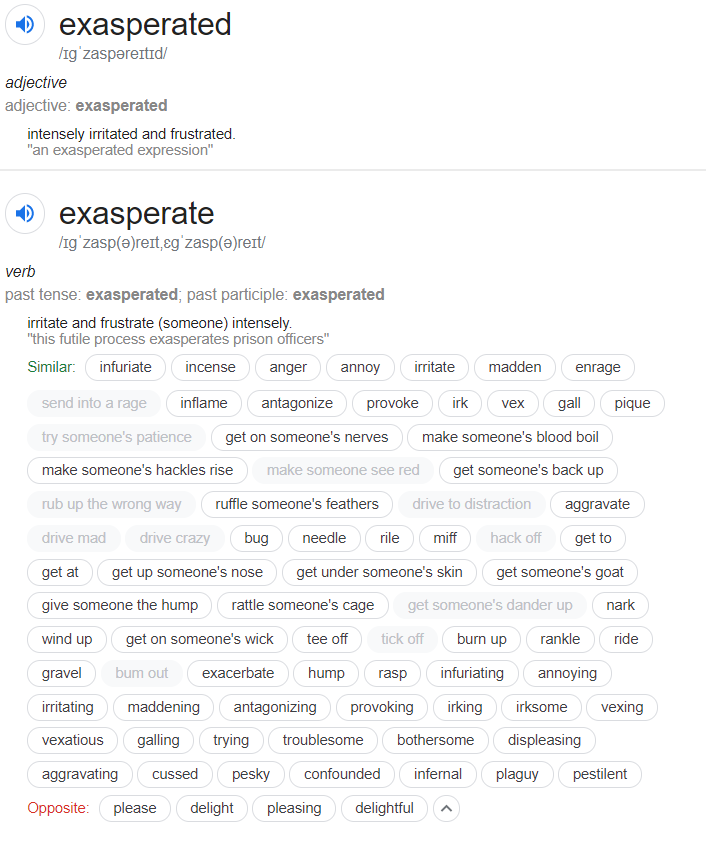 exasperated
/ɪɡˈzaspəreɪtɪd/
adjective
adjective: exasperated
intensely irritated and frustrated.
"an exasperated expression"
exasperate
/ɪɡˈzasp(ə)reɪt,ɛɡˈzasp(ə)reɪt/
verb
past tense: exasperated; past participle: exasperated
irritate and frustrate (someone) intensely.
"this futile process exasperates prison officers"
Similar: infuriate incense anger annoy irritate madden enrage
send into a rage inflame antagonize provoke irk vex gall pique
try someone's patience get on someone's nerves make someone's blood boil
make someone's hackles rise make someone see red get someone's back up
rub up the wrong way ruffle someone's feathers drive to distraction aggravate
drive mad drive crazy bug needle rile miff hack off get to
get at get up someone's nose get under someone's skin get someone's goat
give someone the hump rattle someone's cage get someone's dander up nark
wind up get on someone's wick tee off tick off burn up rankle ride
gravel bum out exacerbate hump rasp infuriating annoying
irritating maddening antagonizing provoking irking irksome vexing
vexatious galling trying troublesome bothersome displeasing
aggravating cussed pesky confounded infernal plaguy pestilent
Opposite: please delight pleasing delightful